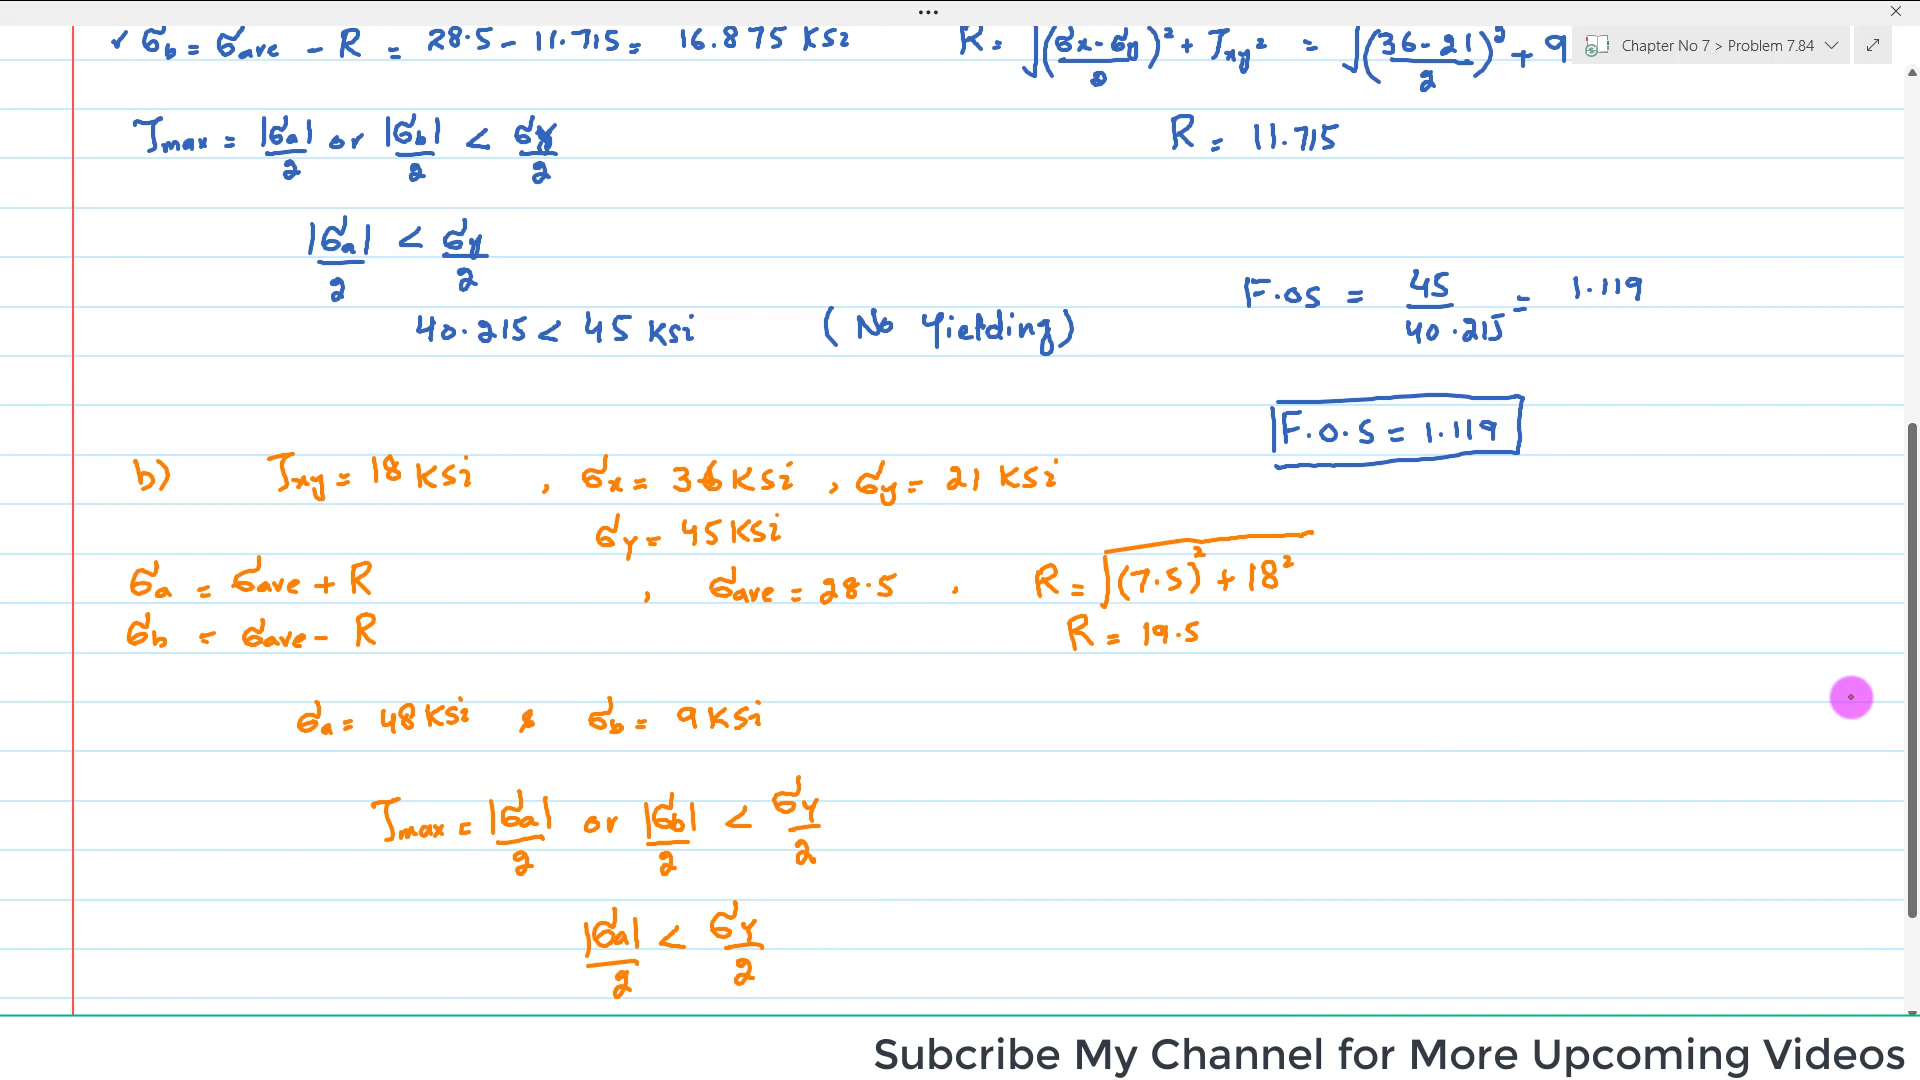 ...
Chapter No 7 > Problem 7.84
✓ σb = σave - R = 28.5 - 11.715 = 16.875 Ksi
R = √((σx - σy)/2)² + Txy² = √((36 - 21)/2)² + 9
Tmax = |σa|/2 or |σb|/2 < σy/2
R = 11.715
|σa|/2 < σy/2
40.215 < 45 Ksi (No Yielding)
F.OS = 45/40.215 = 1.119
F.O.S = 1.119
b) Txy = 18 Ksi , σx = 36 Ksi , σy = 21 Ksi
σY = 45 Ksi
σa = σave + R , σave = 28.5 , R = √(7.5)² + 18²
σb = σave - R
R = 19.5
σa = 48 Ksi & σb = 9 Ksi
Tmax = |σa|/2 or |σb|/2 < σY/2
|σa|/2 < σY/2
Subcribe My Channel for More Upcoming Videos